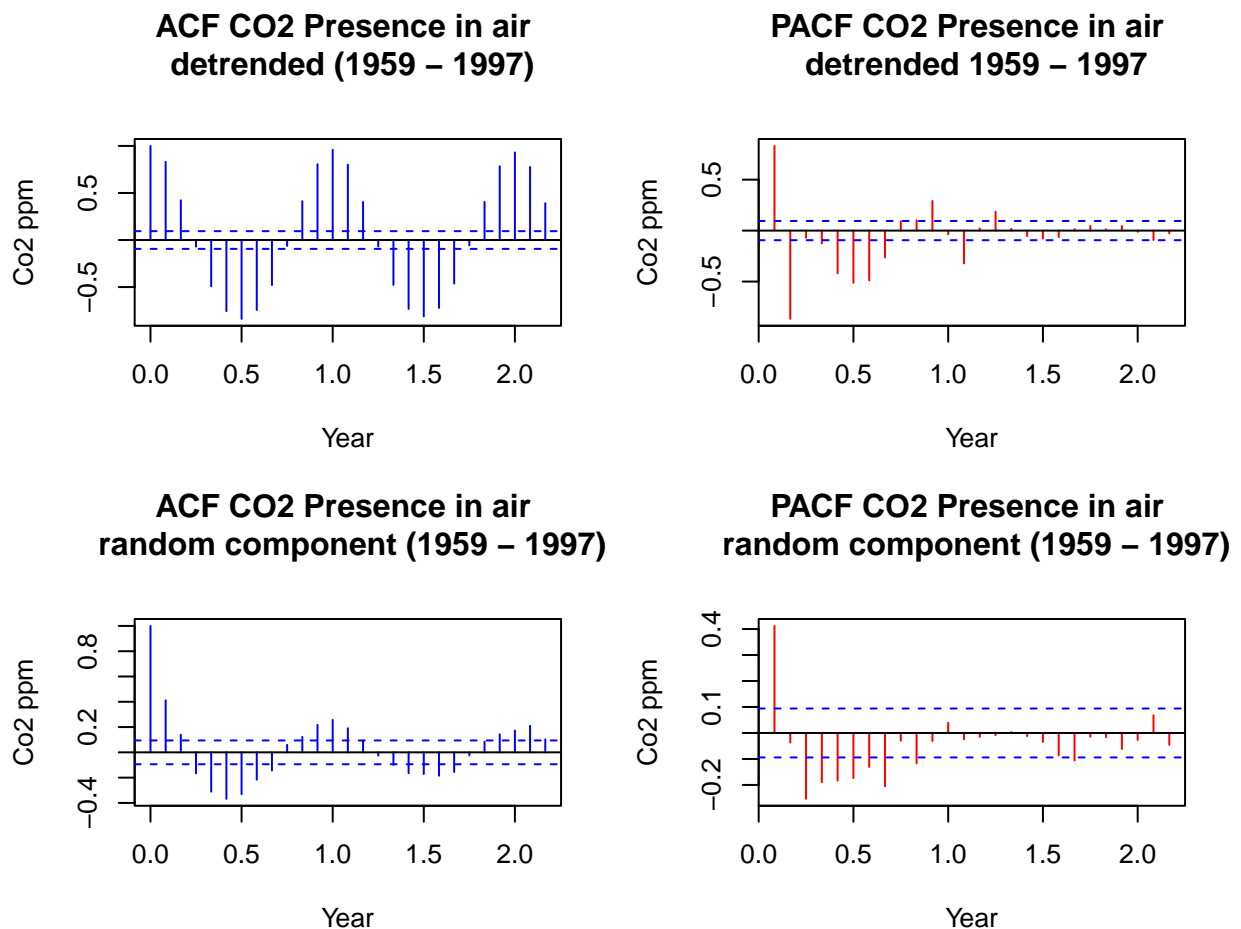 ACF CO2 Presence in air
detrended (1959 – 1997)
Co2 ppm
0.5
−0.5
0.0 0.5 1.0 1.5 2.0
Year
PACF CO2 Presence in air
detrended 1959 – 1997
Co2 ppm
0.5
−0.5
0.0 0.5 1.0 1.5 2.0
Year
ACF CO2 Presence in air
random component (1959 – 1997)
Co2 ppm
0.8
0.2
−0.4
0.0 0.5 1.0 1.5 2.0
Year
PACF CO2 Presence in air
random component (1959 – 1997)
Co2 ppm
0.4
0.1
−0.2
0.0 0.5 1.0 1.5 2.0
Year